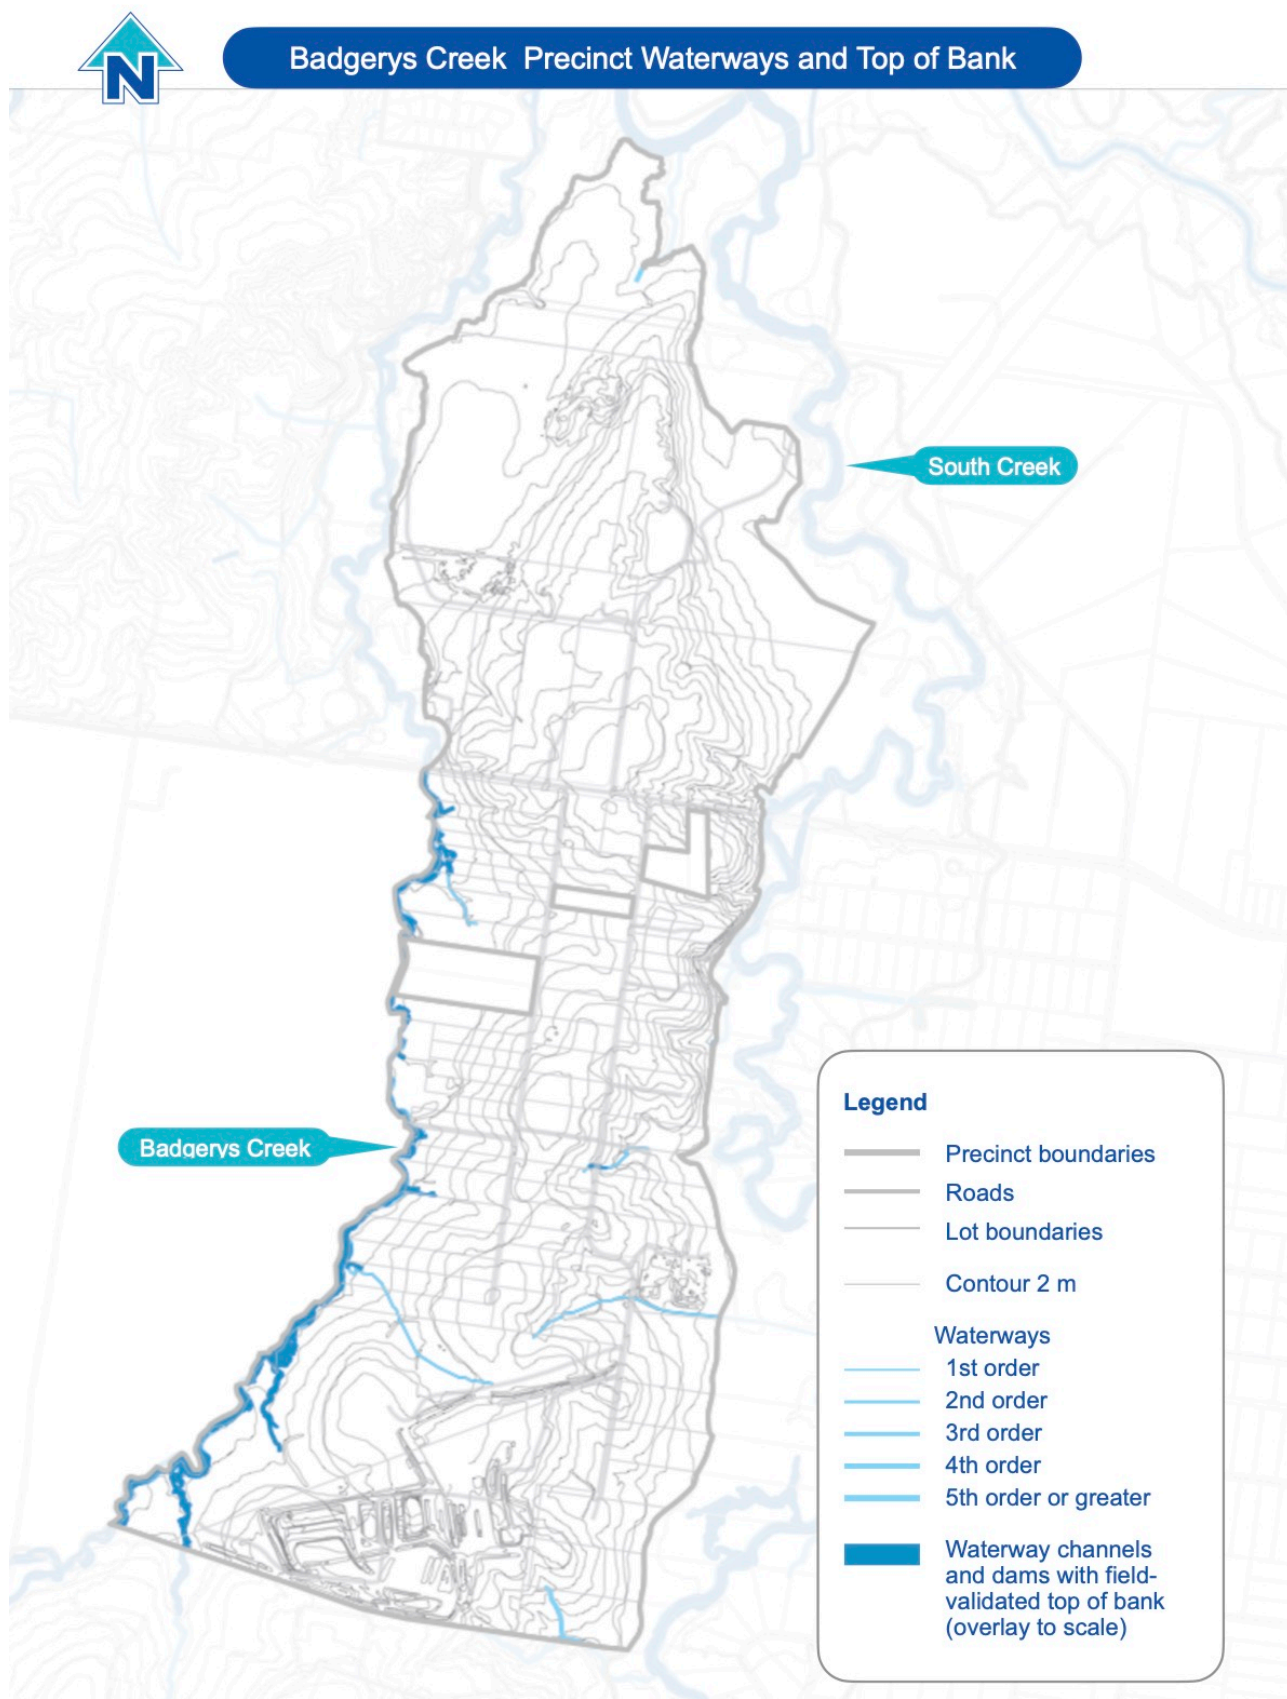 N
Badgerys Creek Precinct Waterways and Top of Bank
South Creek
Badgerys Creek
Legend
Precinct boundaries
Roads
Lot boundaries
Contour 2 m
Waterways
1st order
2nd order
3rd order
4th order
5th order or greater
Waterway channels
and dams with field-
validated top of bank
(overlay to scale)